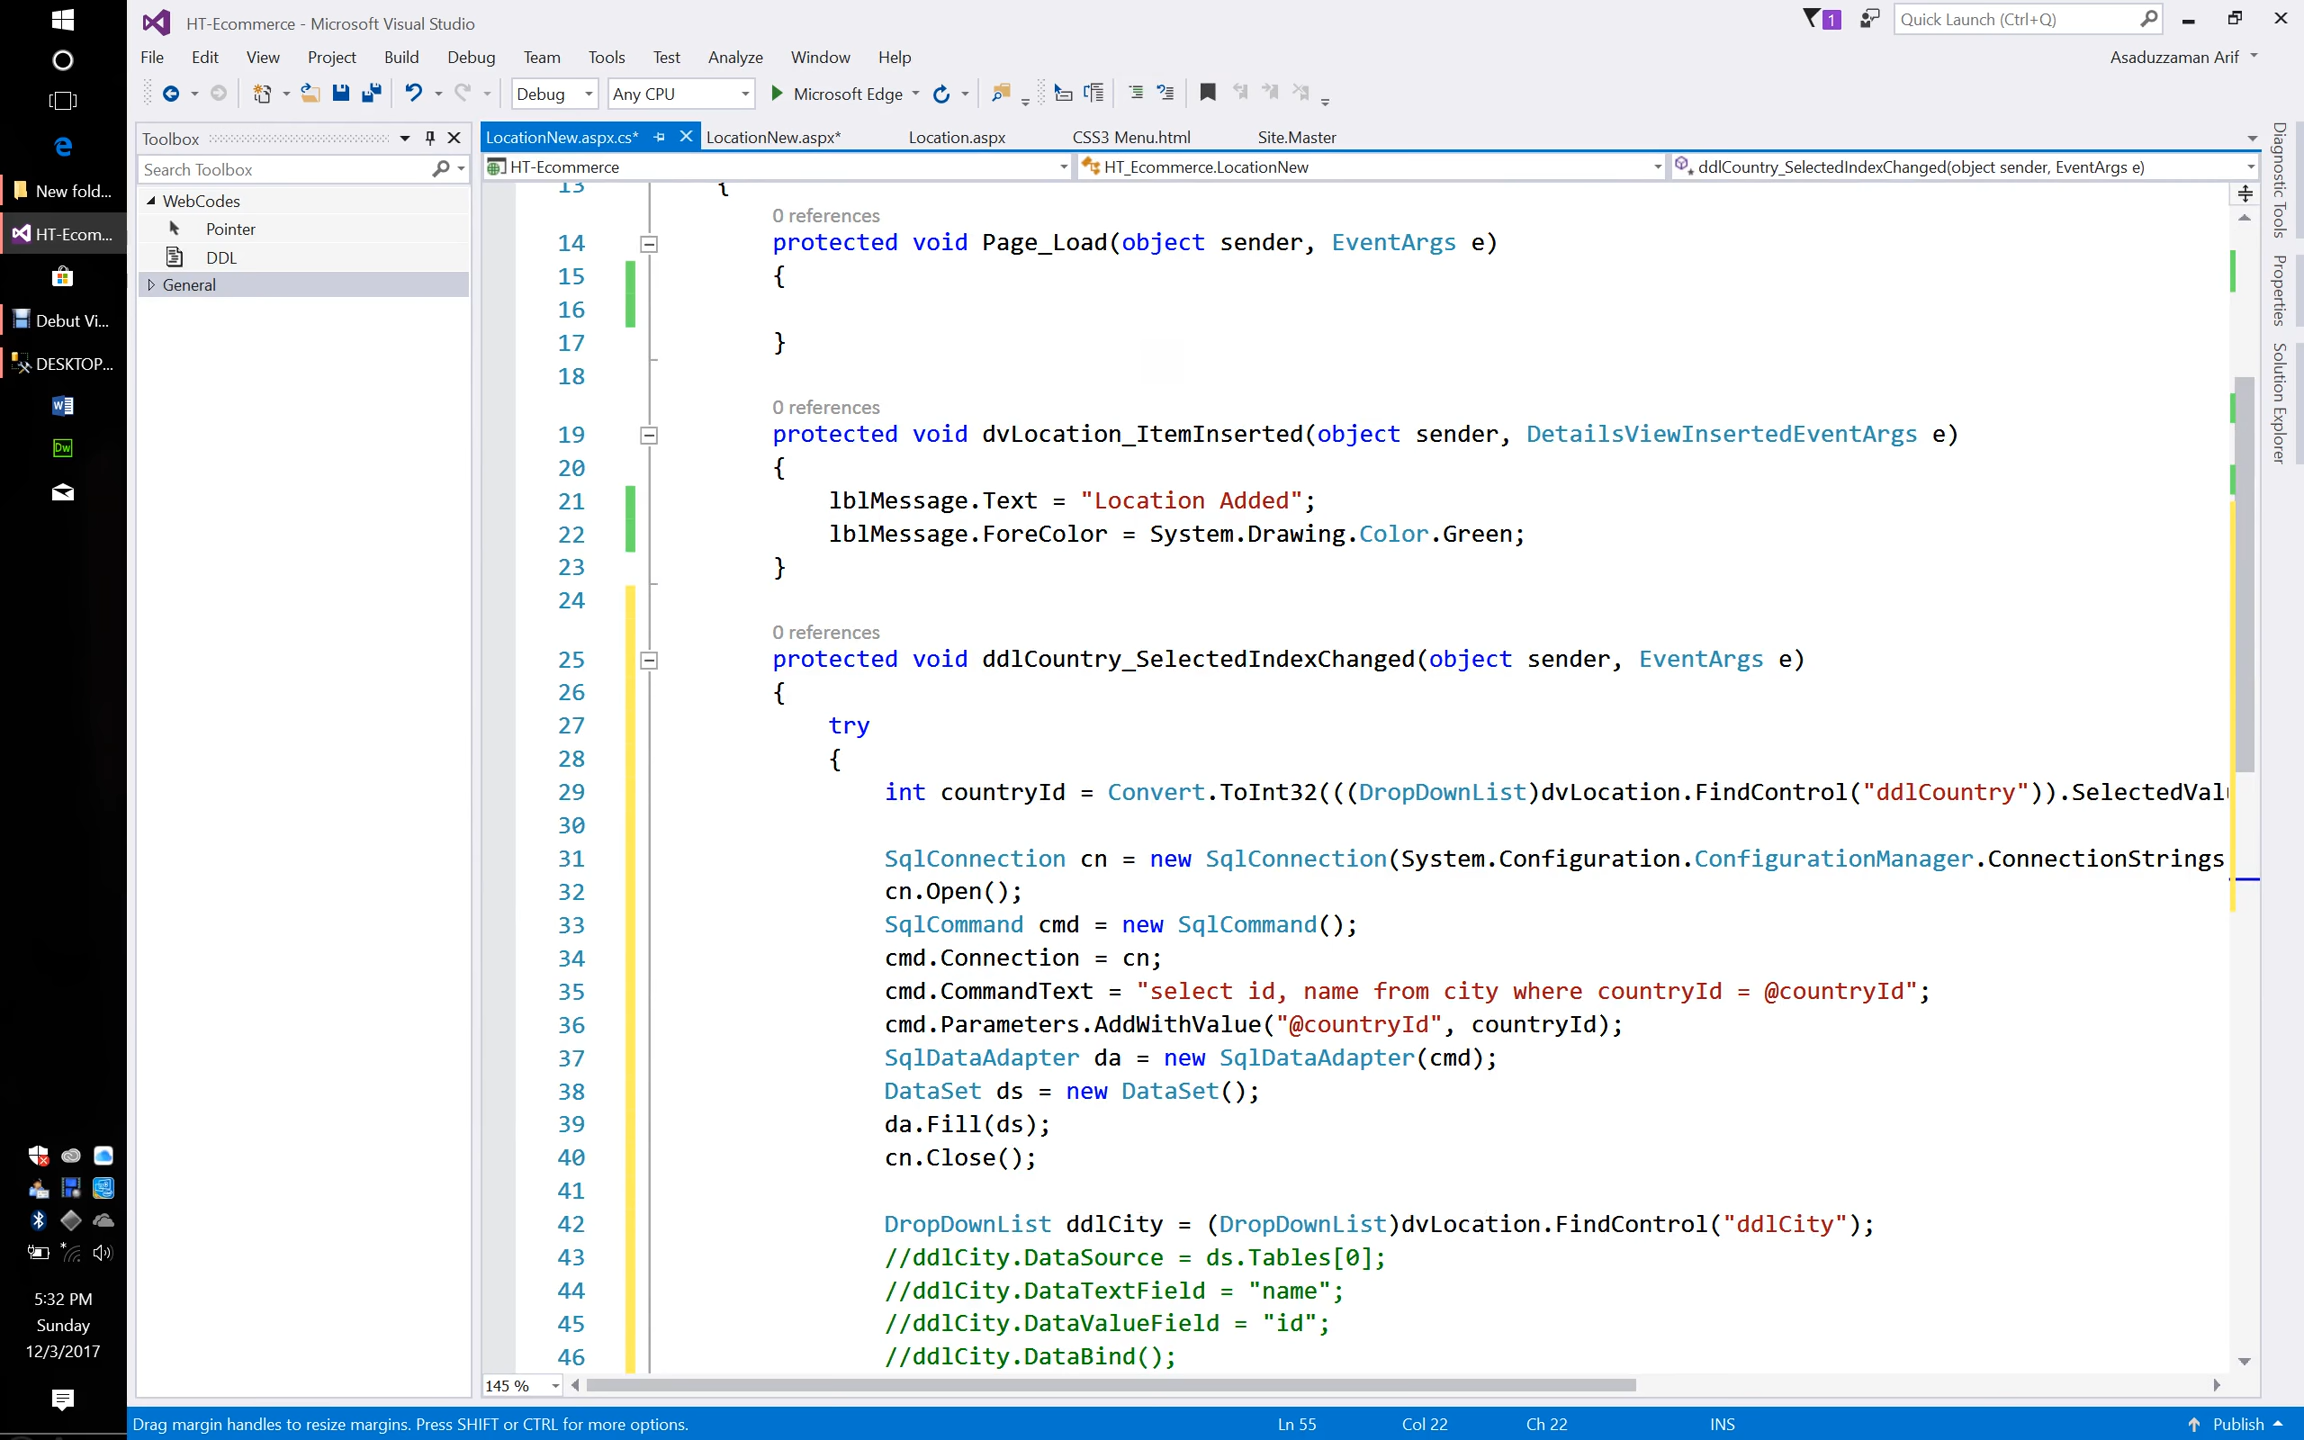 HT-Ecommerce - Microsoft Visual Studio
1
Quick Launch (Ctrl+Q)
File Edit View Project Build Debug Team Tools Test Analyze Window Help
Asaduzzaman Arif
Debug Any CPU Microsoft Edge
Toolbox
Search Toolbox
WebCodes
Pointer
DDL
General
LocationNew.aspx.cs* LocationNew.aspx* Location.aspx CSS3 Menu.html Site.Master
HT-Ecommerce HT_Ecommerce.LocationNew ddlCountry_SelectedIndexChanged(object sender, EventArgs e)
13 {
0 references
14 protected void Page_Load(object sender, EventArgs e)
15 {
16
17 }
18
0 references
19 protected void dvLocation_ItemInserted(object sender, DetailsViewInsertedEventArgs e)
20 {
21 lblMessage.Text = "Location Added";
22 lblMessage.ForeColor = System.Drawing.Color.Green;
23 }
24
0 references
25 protected void ddlCountry_SelectedIndexChanged(object sender, EventArgs e)
26 {
27 try
28 {
29 int countryId = Convert.ToInt32(((DropDownList)dvLocation.FindControl("ddlCountry")).SelectedVal
30
31 SqlConnection cn = new SqlConnection(System.Configuration.ConfigurationManager.ConnectionStrings
32 cn.Open();
33 SqlCommand cmd = new SqlCommand();
34 cmd.Connection = cn;
35 cmd.CommandText = "select id, name from city where countryId = @countryId";
36 cmd.Parameters.AddWithValue("@countryId", countryId);
37 SqlDataAdapter da = new SqlDataAdapter(cmd);
38 DataSet ds = new DataSet();
39 da.Fill(ds);
40 cn.Close();
41
42 DropDownList ddlCity = (DropDownList)dvLocation.FindControl("ddlCity");
43 //ddlCity.DataSource = ds.Tables[0];
44 //ddlCity.DataTextField = "name";
45 //ddlCity.DataValueField = "id";
46 //ddlCity.DataBind();
145 %
Drag margin handles to resize margins. Press SHIFT or CTRL for more options.
Ln 55 Col 22 Ch 22 INS Publish
Diagnostic Tools
Properties
Solution Explorer
New fold...
HT-Ecom...
Debut Vi...
DESKTOP...
Dw
5:32 PM
Sunday
12/3/2017